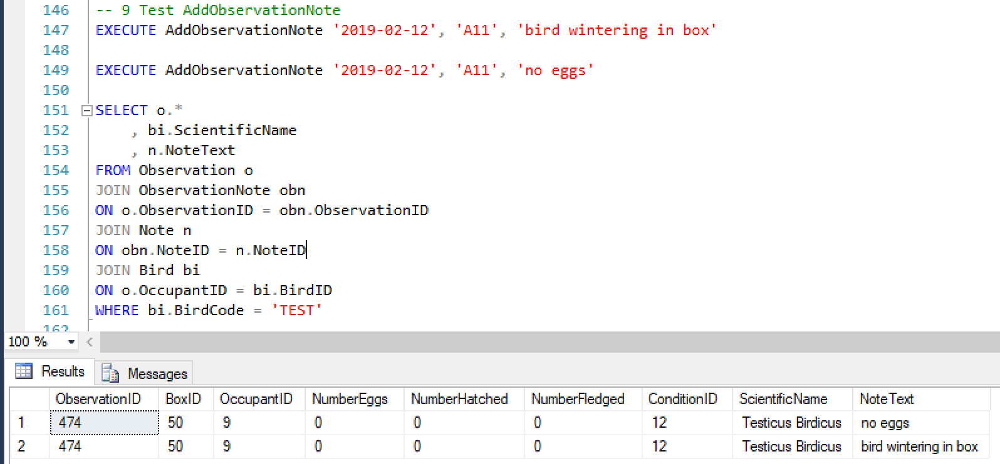 146 -- 9 Test AddObservationNote
147 EXECUTE AddObservationNote '2019-02-12', 'A11', 'bird wintering in box'
148
149 EXECUTE AddObservationNote '2019-02-12', 'A11', 'no eggs'
150
151 SELECT o.*
152 , bi.ScientificName
153 , n.NoteText
154 FROM Observation o
155 JOIN ObservationNote obn
156 ON o.ObservationID = obn.ObservationID
157 JOIN Note n
158 ON obn.NoteID = n.NoteID
159 JOIN Bird bi
160 ON o.OccupantID = bi.BirdID
161 WHERE bi.BirdCode = 'TEST'
162
100 %
Results Messages
ObservationID BoxID OccupantID NumberEggs NumberHatched NumberFledged ConditionID ScientificName NoteText
1 474 50 9 0 0 0 12 Testicus Birdicus no eggs
2 474 50 9 0 0 0 12 Testicus Birdicus bird wintering in box